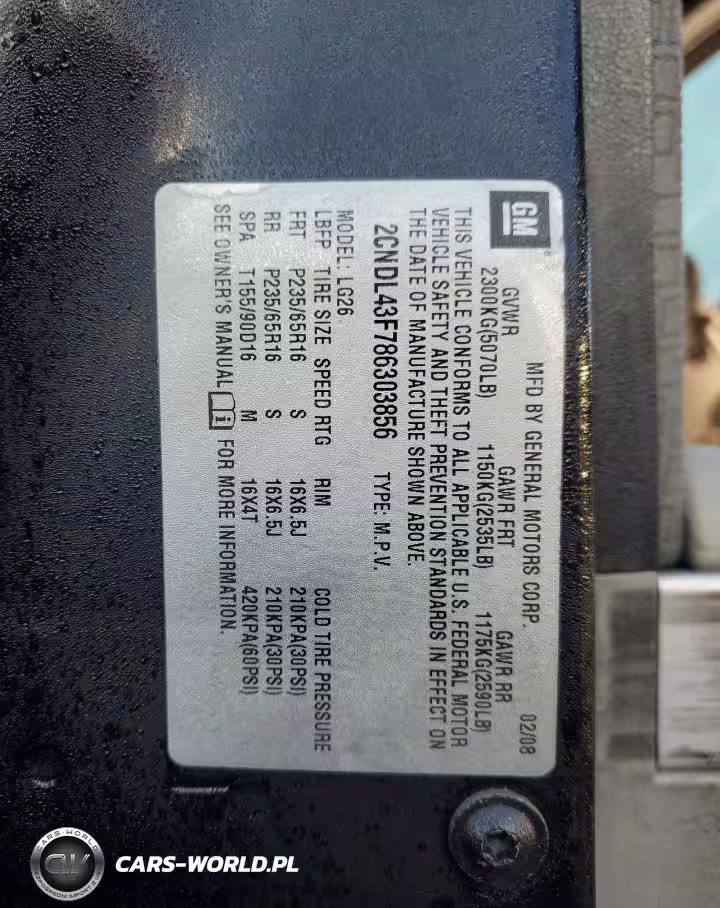 GM
MFD BY GENERAL MOTORS CORP. 02/08
GVWR GAWR FRT GAWR RR
2300KG(5070LB) 1150KG(2535LB) 1175KG(2590LB)
THIS VEHICLE CONFORMS TO ALL APPLICABLE U.S. FEDERAL MOTOR
VEHICLE SAFETY AND THEFT PREVENTION STANDARDS IN EFFECT ON
THE DATE OF MANUFACTURE SHOWN ABOVE.
2CNDL43F786303856 TYPE: M.P.V.
MODEL: LG26
LBFP TIRE SIZE SPEED RTG RIM COLD TIRE PRESSURE
FRT P235/65R16 S 16X6.5J 210KPA(30PSI)
RR P235/65R16 S 16X6.5J 210KPA(30PSI)
SPA T155/90D16 M 16X4T 420KPA(60PSI)
SEE OWNER'S MANUAL FOR MORE INFORMATION.
CARS-WORLD
CW
CARS-WORLD.PL